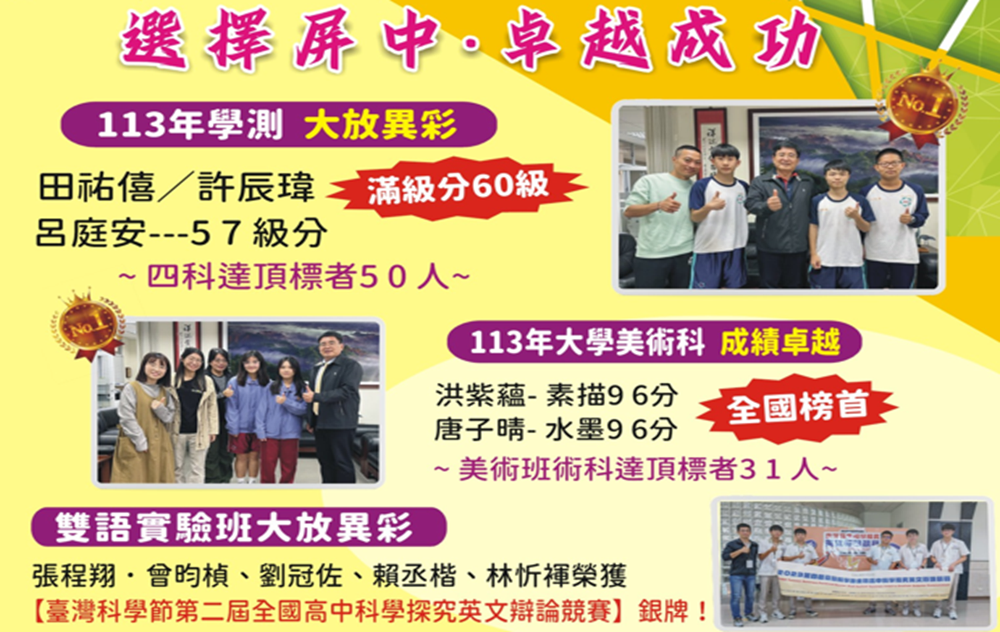 選擇屏中·卓越成功
113年學測 大放異彩
田祐僖／許辰瑋 滿級分60級
呂庭安---57級分
~四科達頂標者50人~
No.1
No.1
113年大學美術科 成績卓越
洪紫蘊- 素描96分
唐子晴- 水墨96分
全國榜首
~美術班術科達頂標者31人~
雙語實驗班大放異彩
張程翔・曾昀楨、劉冠佐、賴丞楷、林忻褌榮獲
【臺灣科學節第二屆全國高中科學探究英文辯論競賽】銀牌！